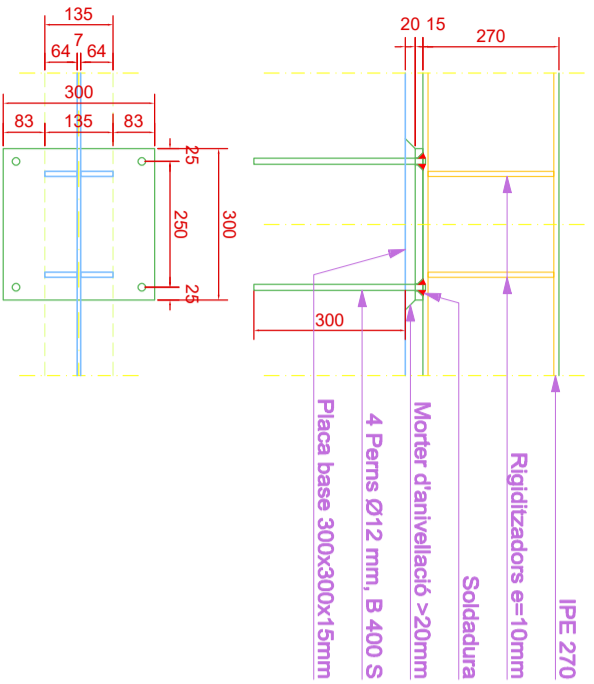 135
7
64
64
300
83
135
83
25
250
300
25
20
15
270
300
IPE 270
Rigiditzadors e=10mm
Soldadura
Morter d'anivellació >20mm
4 Perns Ø12 mm, B 400 S
Placa base 300x300x15mm